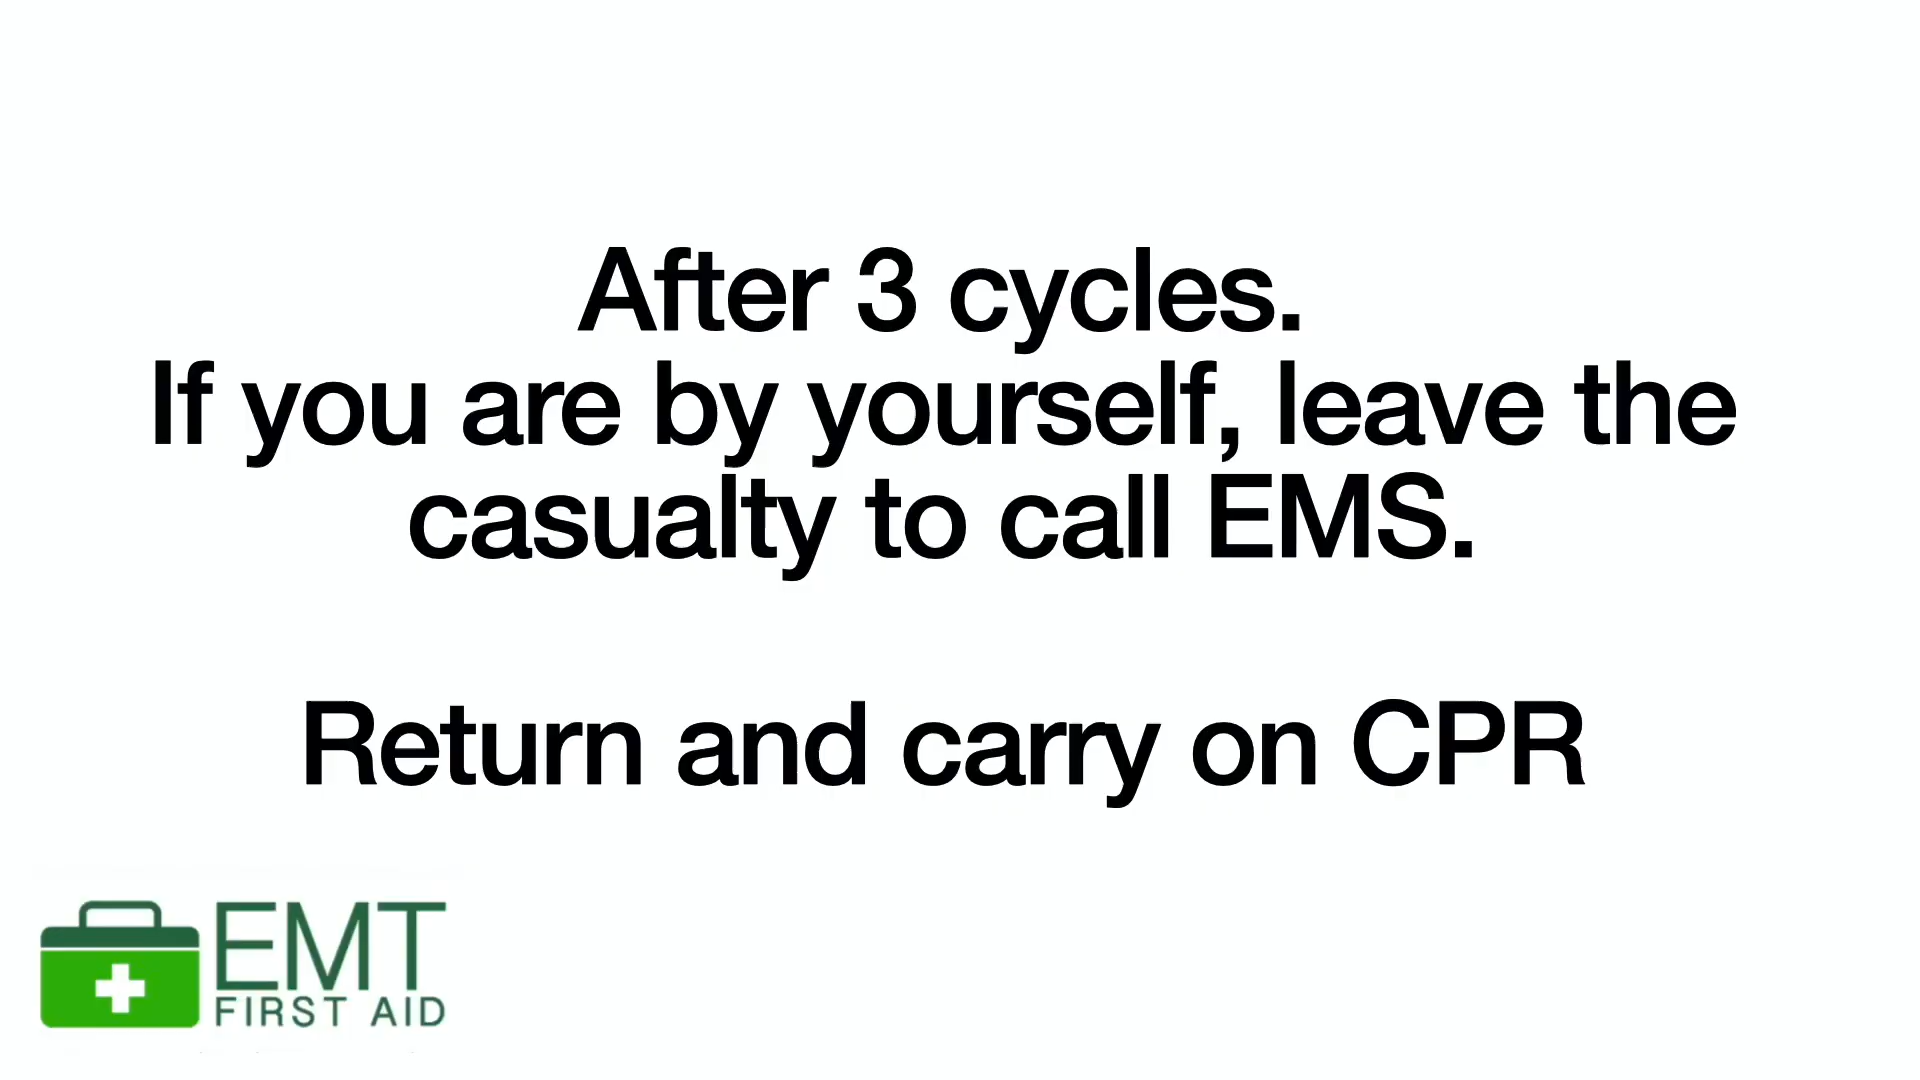 After 3 cycles.
If you are by yourself, leave the
casualty to call EMS.
Return and carry on CPR
EMT
FIRST AID